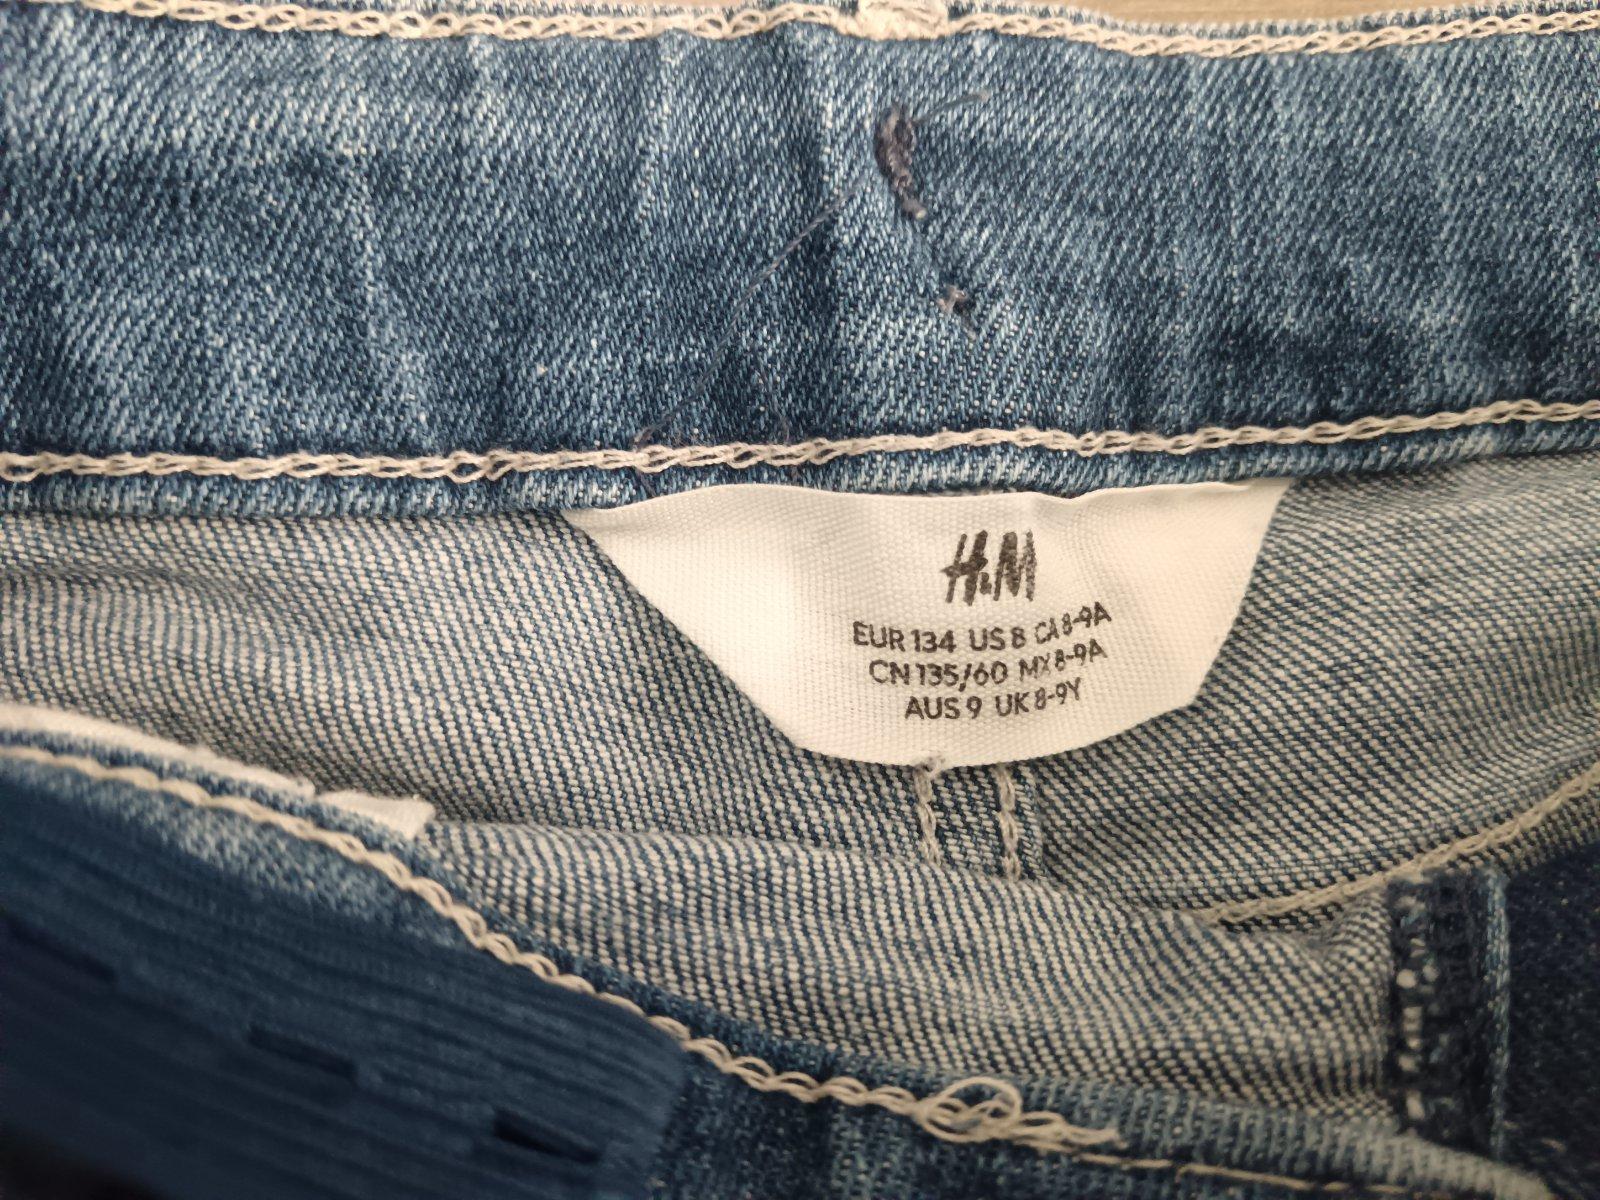 H&M
EUR 134 US 8 CA 8-9A
CN 135/60 MX 8-9A
AUS 9 UK 8-9Y